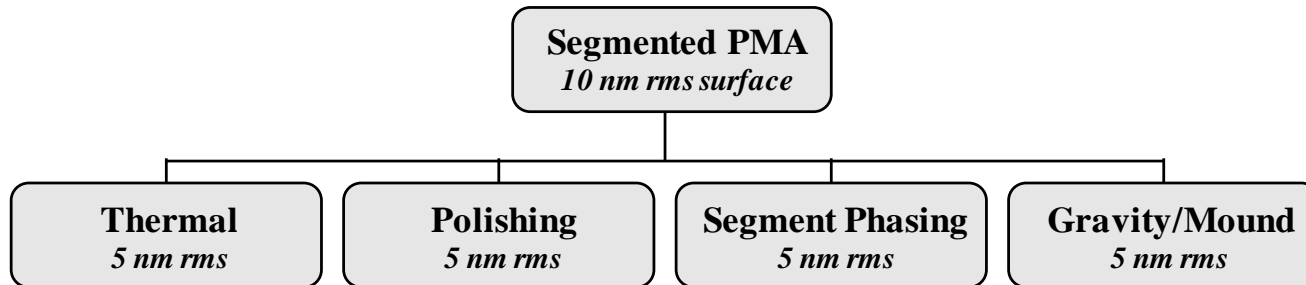 Segmented PMA
10 nm rms surface
Thermal
5 nm rms
Polishing
5 nm rms
Segment Phasing
5 nm rms
Gravity/Mound
5 nm rms